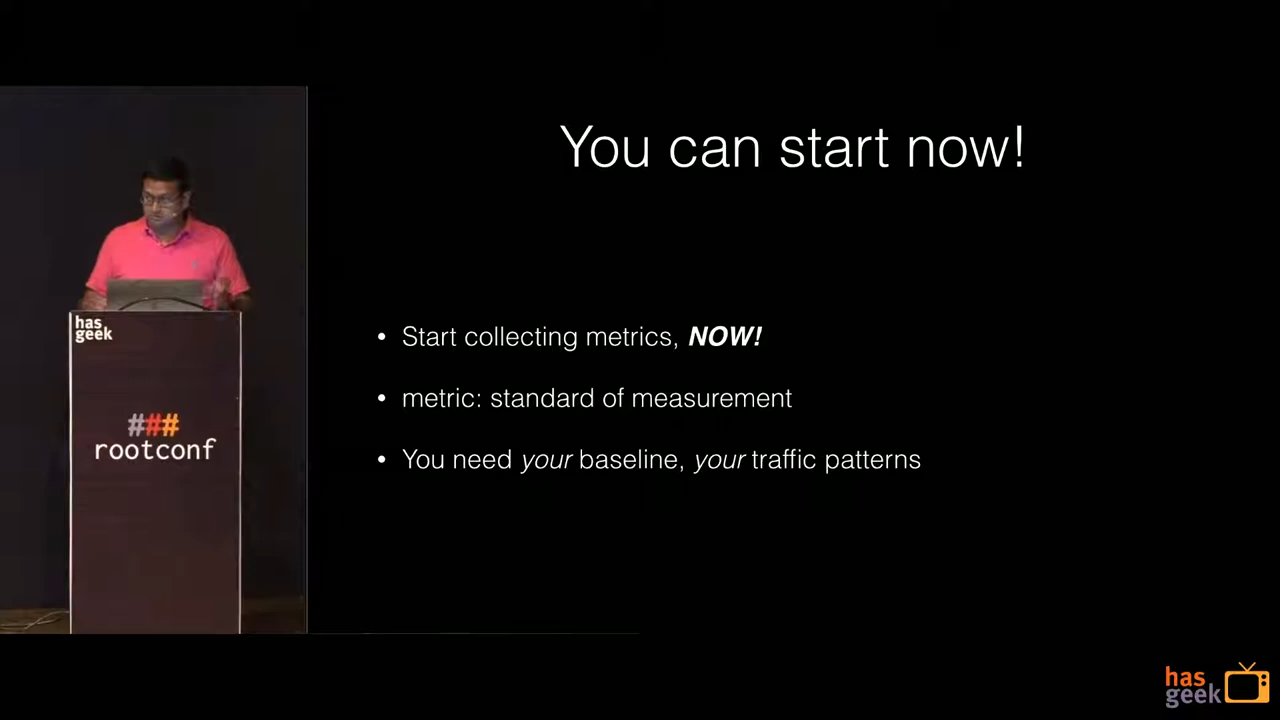 You can start now!
• Start collecting metrics, NOW!
• metric: standard of measurement
• You need your baseline, your traffic patterns
has
geek
###
rootconf
has
geek